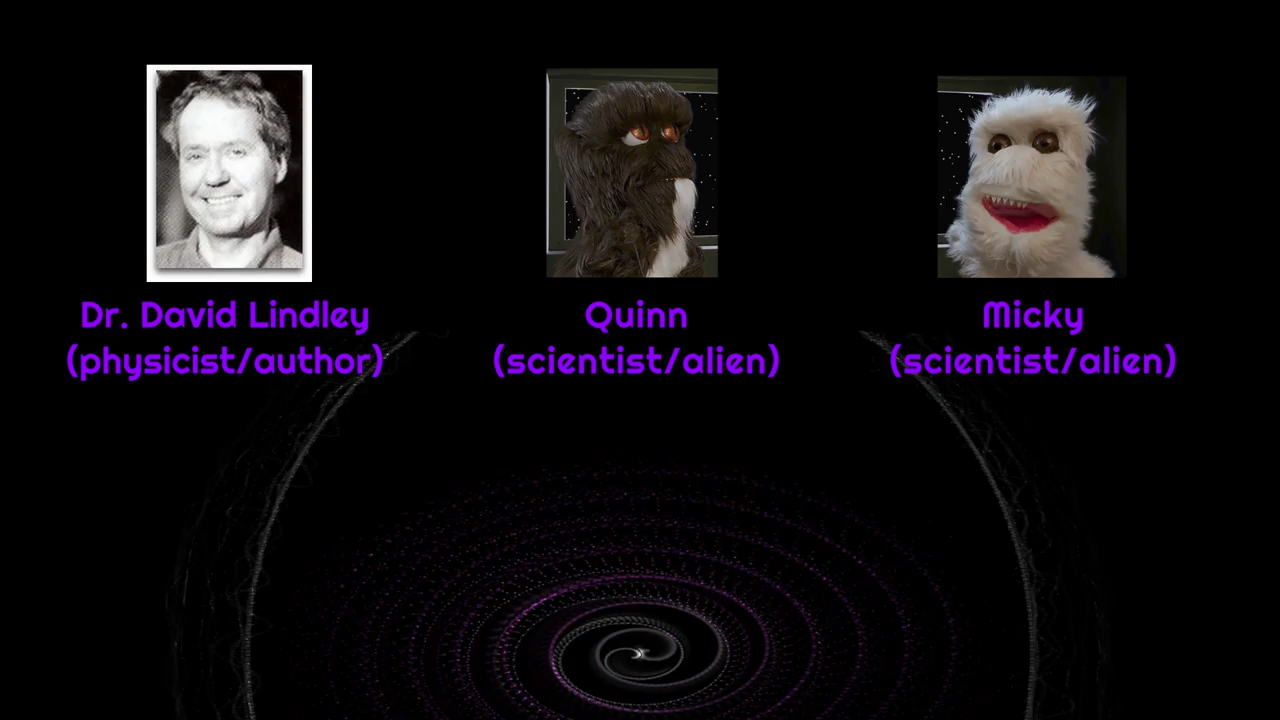 Dr. David Lindley
(physicist/author)
Quinn
(scientist/alien)
Micky
(scientist/alien)